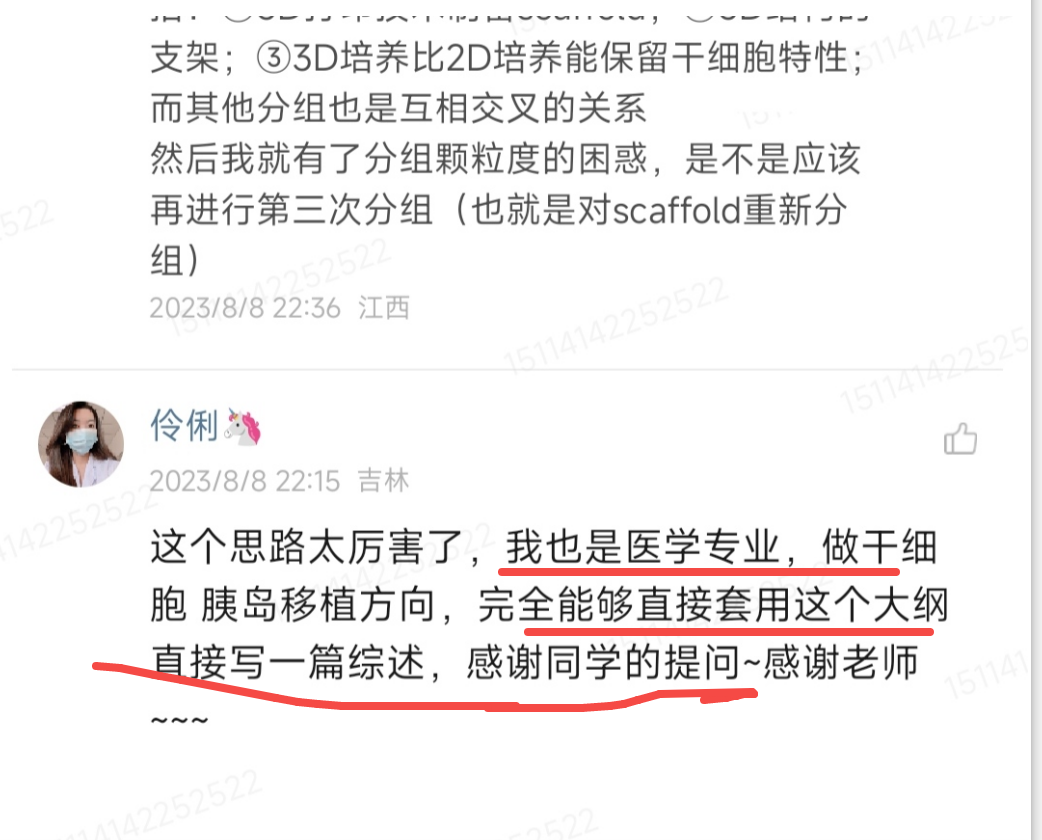 支架；③3D培养比2D培养能保留干细胞特性；
而其他分组也是互相交叉的关系
然后我就有了分组颗粒度的困惑，是不是应该
再进行第三次分组（也就是对scaffold重新分
组）
2023/8/8 22:36 江西
伶俐🦄
2023/8/8 22:15 吉林
这个思路太厉害了，我也是医学专业，做干细
胞 胰岛移植方向，完全能够直接套用这个大纲
直接写一篇综述，感谢同学的提问~感谢老师
~~~
15114142252522